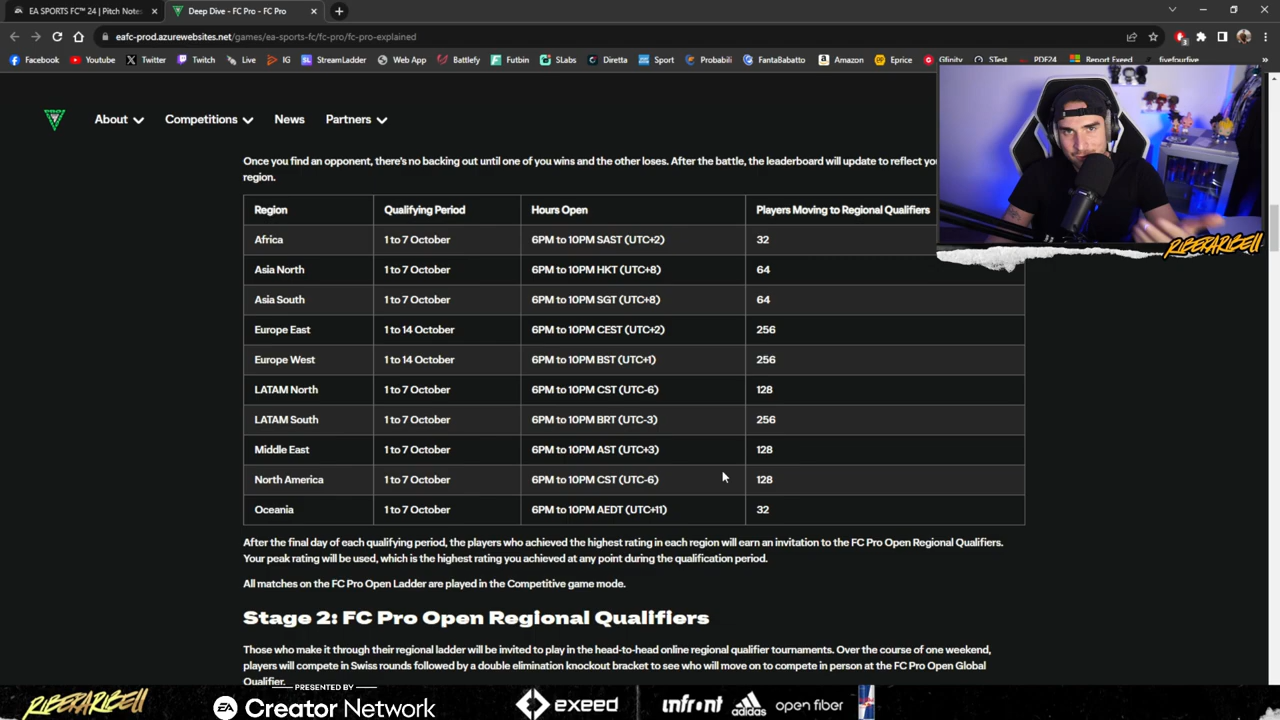 EA SPORTS FC™ 24 | Pitch Notes
Deep Dive - FC Pro - FC Pro
eafc-prod.azurewebsites.net/games/ea-sports-fc/fc-pro/fc-pro-explained
Facebook Youtube Twitter Twitch Live IG StreamLadder Web App Battlefy Futbin SLabs Diretta Sport Probabili FantaBabatto Amazon Eprice Gfinity STest PDF24 Report Exeed fivefourfive
About Competitions News Partners
Once you find an opponent, there's no backing out until one of you wins and the other loses. After the battle, the leaderboard will update to reflect
region.
Region Qualifying Period Hours Open Players Moving to Regional Qualifiers
Africa 1 to 7 October 6PM to 10PM SAST (UTC+2) 32
Asia North 1 to 7 October 6PM to 10PM HKT (UTC+8) 64
Asia South 1 to 7 October 6PM to 10PM SGT (UTC+8) 64
Europe East 1 to 14 October 6PM to 10PM CEST (UTC+2) 256
Europe West 1 to 14 October 6PM to 10PM BST (UTC+1) 256
LATAM North 1 to 7 October 6PM to 10PM CST (UTC-6) 128
LATAM South 1 to 7 October 6PM to 10PM BRT (UTC-3) 256
Middle East 1 to 7 October 6PM to 10PM AST (UTC+3) 128
North America 1 to 7 October 6PM to 10PM CST (UTC-6) 128
Oceania 1 to 7 October 6PM to 10PM AEDT (UTC+11) 32
After the final day of each qualifying period, the players who achieved the highest rating in each region will earn an invitation to the FC Pro Open Regional Qualifiers.
Your peak rating will be used, which is the highest rating you achieved at any point during the qualification period.
All matches on the FC Pro Open Ladder are played in the Competitive game mode.
Stage 2: FC Pro Open Regional Qualifiers
Those who make it through their regional ladder will be invited to play in the head-to-head online regional qualifier tournaments. Over the course of one weekend,
players will compete in Swiss rounds followed by a double elimination knockout bracket to see who will move on to compete in person at the FC Pro Open Global
Qualifier.
RIBERARIBELL
RIBERARIBELL
PRESENTED BY
EA Creator Network
exeed
infront
adidas
open fiber